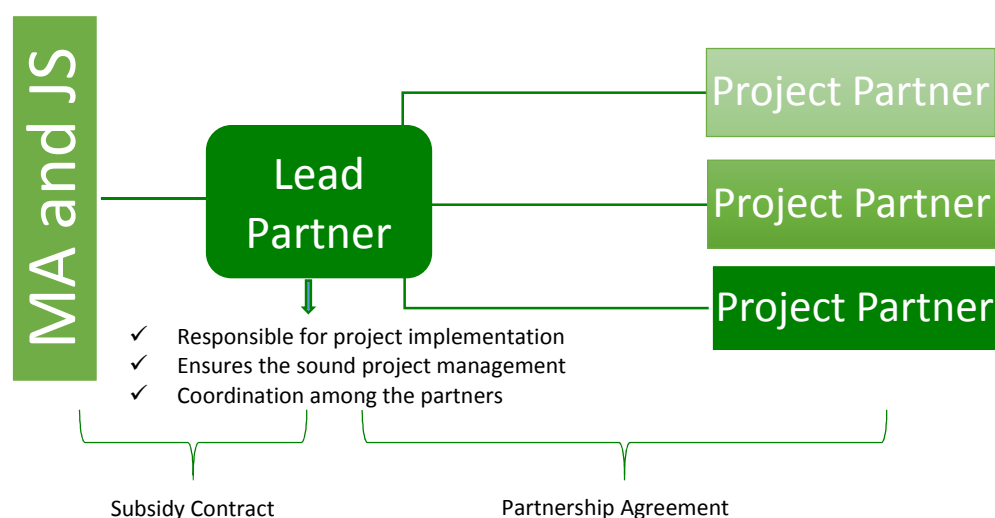 MA and JS
Lead
Partner
Project Partner
Project Partner
Project Partner
✓ Responsible for project implementation
✓ Ensures the sound project management
✓ Coordination among the partners
Subsidy Contract
Partnership Agreement